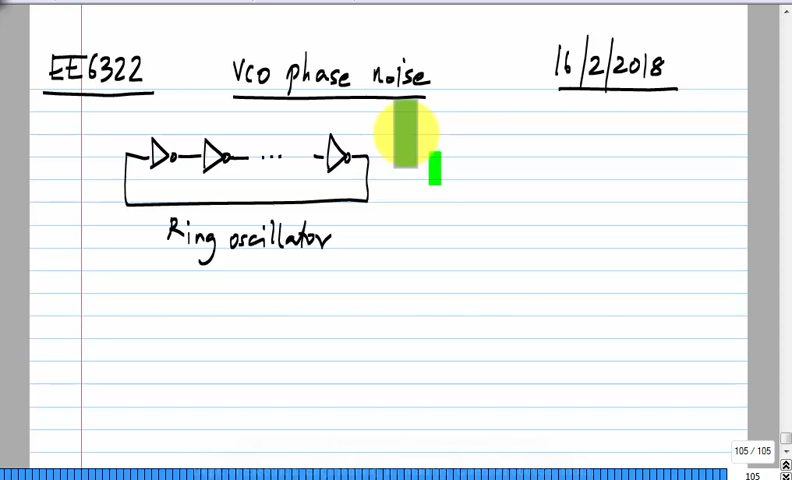 EE6322 VCO phase noise 16/2/2018
...
Ring oscillator
105 / 105
105